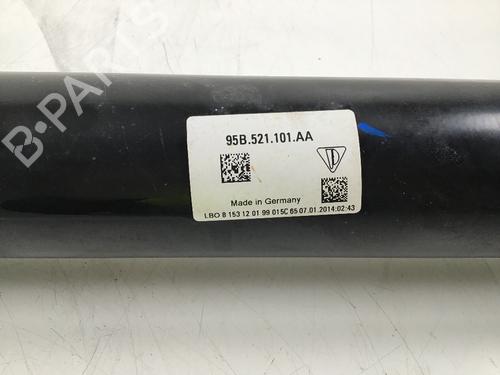 B-PARTS
95B.521.101.AA
Made in Germany
LBO 8 153 12 01 99 015C 65 07.01.2014;02:43